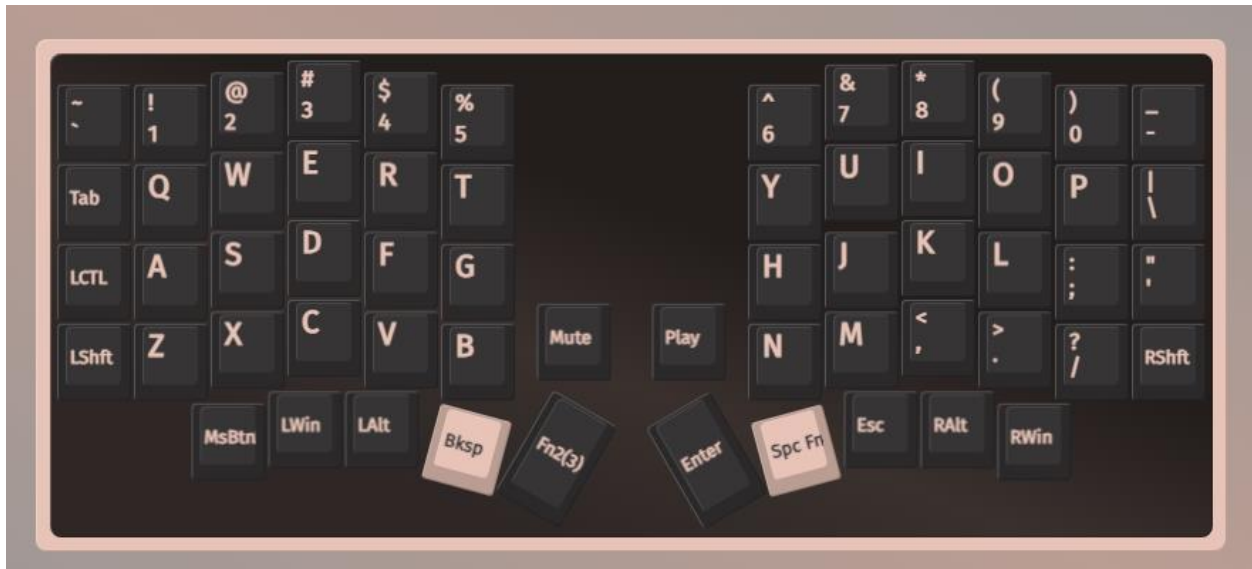 ~ ! @ # $ % ^ & * ( ) _
` 1 2 3 4 5 6 7 8 9 0 -
Tab Q W E R T Y U I O P |
\
LCTL A S D F G H J K L : "
; '
LShft Z X C V B Mute Play N M < > ? RShft
, . /
MsBtn LWin LAlt Bksp Fn2(3) Enter Spc Fn Esc RAlt RWin